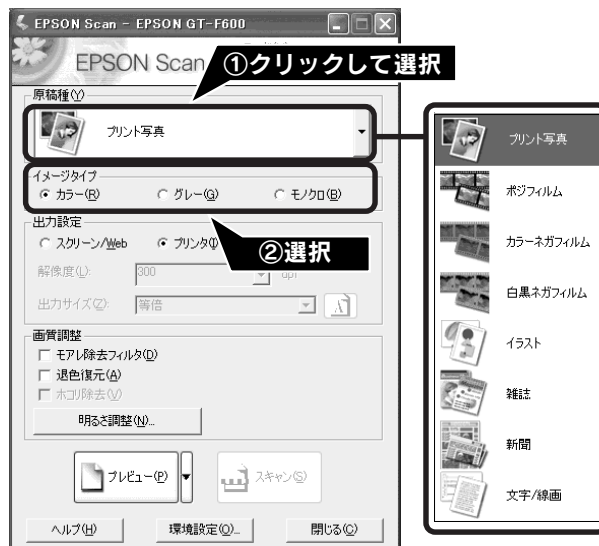 EPSON Scan - EPSON GT-F600
EPSON Scan
①クリックして選択
原稿種(Y)
プリント写真
イメージタイプ
カラー(R)
グレー(G)
モノクロ(B)
②選択
出力設定
スクリーン/Web
プリンタ(I)
解像度(L):
300
dpi
出力サイズ(Z):
等倍
画質調整
モアレ除去フィルタ(D)
退色復元(A)
ホコリ除去(V)
明るさ調整(N)...
プレビュー(P)
スキャン(S)
ヘルプ(H)
環境設定(O)...
閉じる(C)
プリント写真
ポジフィルム
カラーネガフィルム
白黒ネガフィルム
イラスト
雑誌
新聞
文字/線画